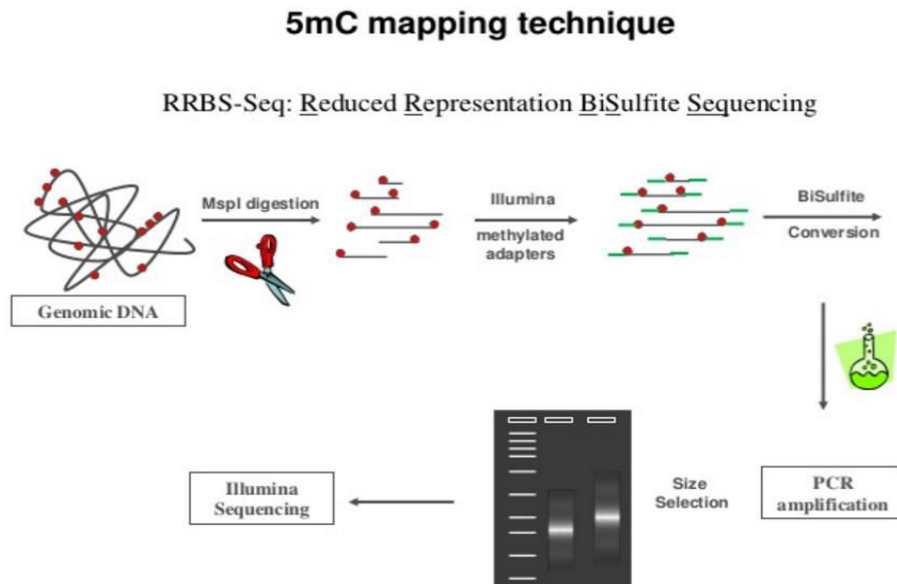 5mC mapping technique
RRBS-Seq: Reduced Representation BiSulfite Sequencing
MspI digestion
Illumina
methylated
adapters
BiSulfite
Conversion
Genomic DNA
PCR
amplification
Size
Selection
Illumina
Sequencing